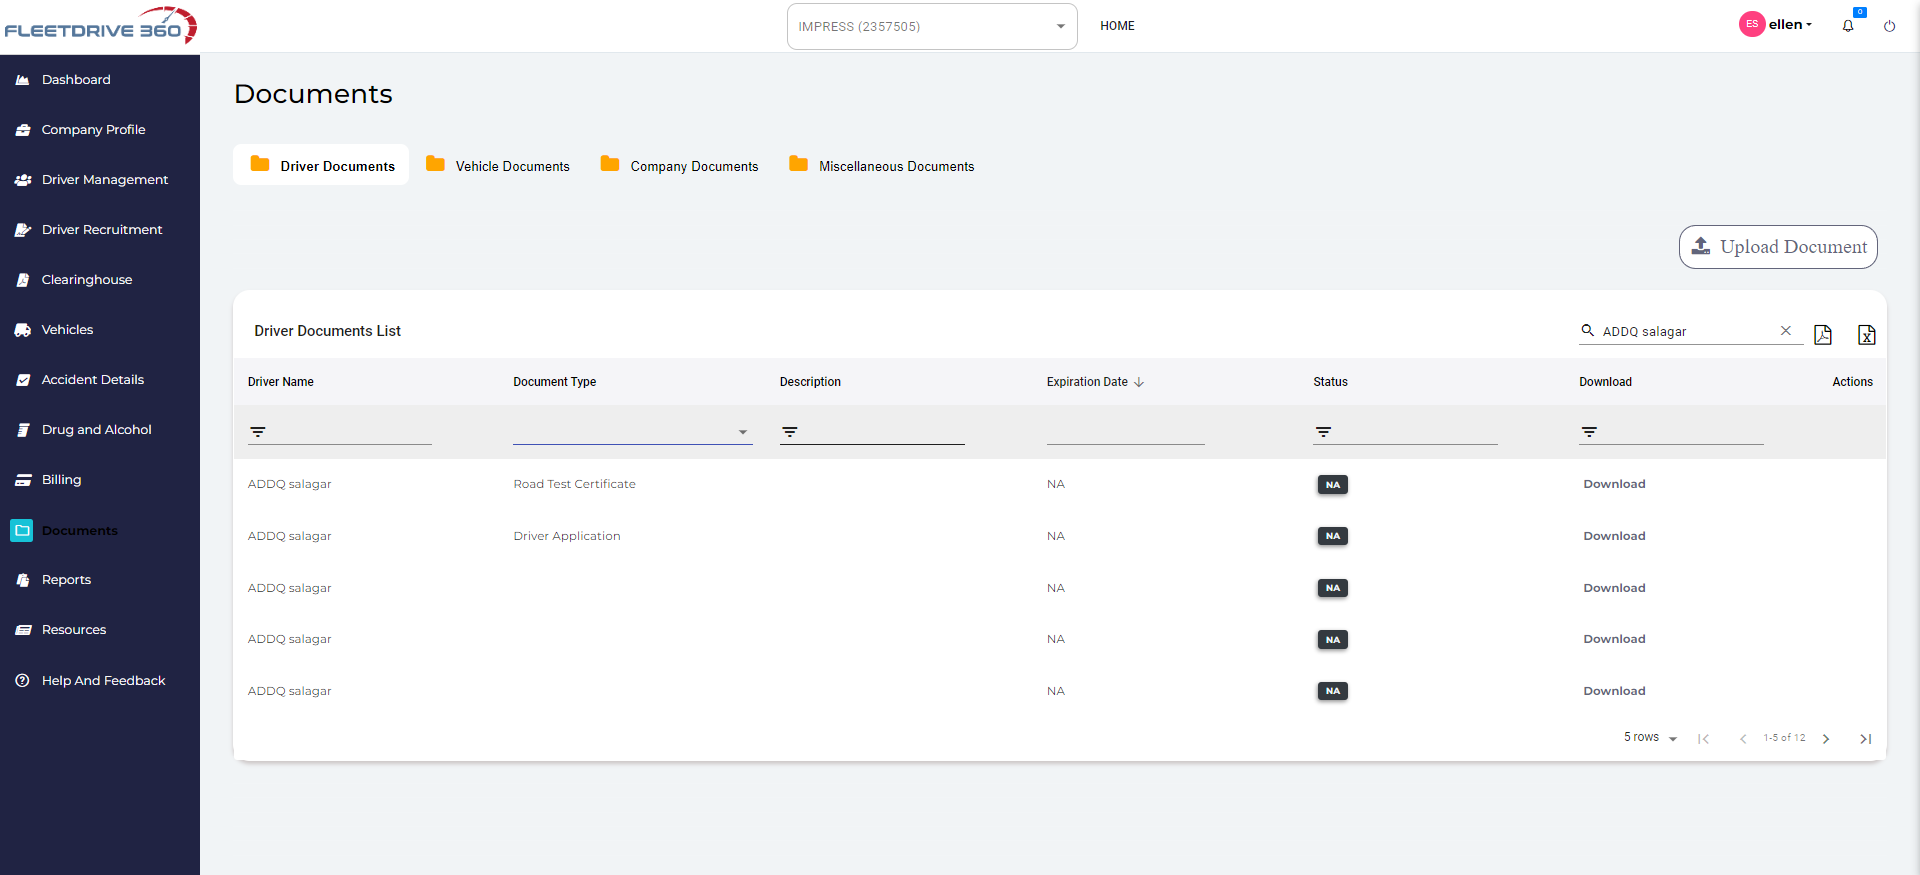 FLEETDRIVE 360
IMPRESS (2357505)
HOME
ES
ellen
0
Dashboard
Company Profile
Driver Management
Driver Recruitment
Clearinghouse
Vehicles
Accident Details
Drug and Alcohol
Billing
Documents
Reports
Resources
Help And Feedback
Documents
Driver Documents
Vehicle Documents
Company Documents
Miscellaneous Documents
Upload Document
Driver Documents List
ADDQ salagar
Driver Name Document Type Description Expiration Date Status Download Actions
ADDQ salagar Road Test Certificate NA NA Download
ADDQ salagar Driver Application NA NA Download
ADDQ salagar NA NA Download
ADDQ salagar NA NA Download
ADDQ salagar NA NA Download
5 rows 1-5 of 12